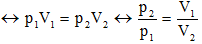 ↔ p₁V₁ = p₂V₂ ↔ p₂/p₁ = V₁/V₂